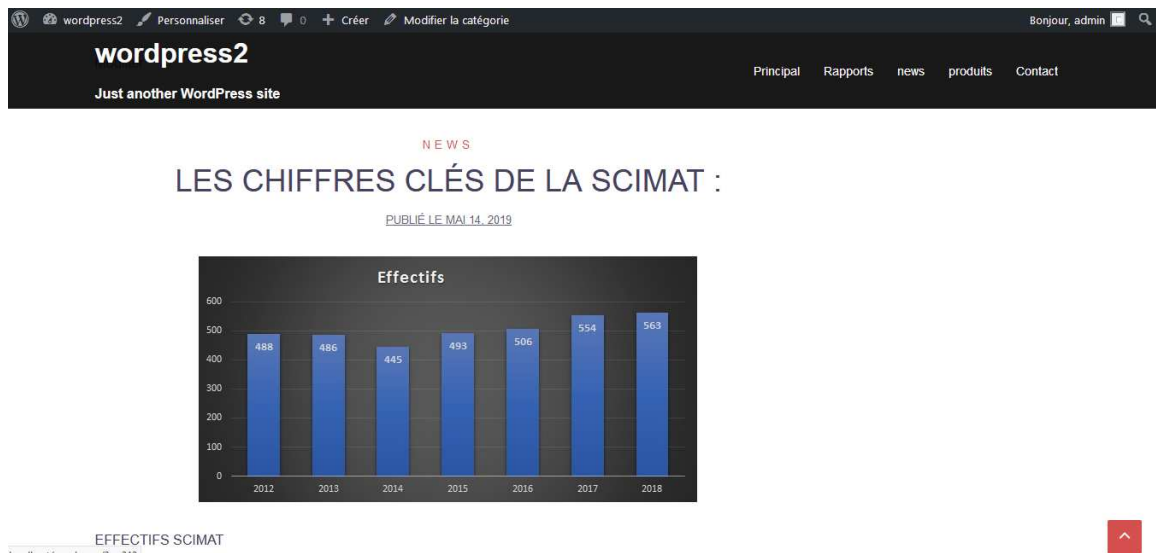 wordpress2 Personnaliser 8 0 + Créer Modifier la catégorie Bonjour, admin
wordpress2
Just another WordPress site
Principal Rapports news produits Contact
NEWS
LES CHIFFRES CLÉS DE LA SCIMAT :
PUBLIÉ LE MAI 14, 2019
Effectifs
600
500
400
300
200
100
0
488 486 445 493 506 554 563
2012 2013 2014 2015 2016 2017 2018
EFFECTIFS SCIMAT